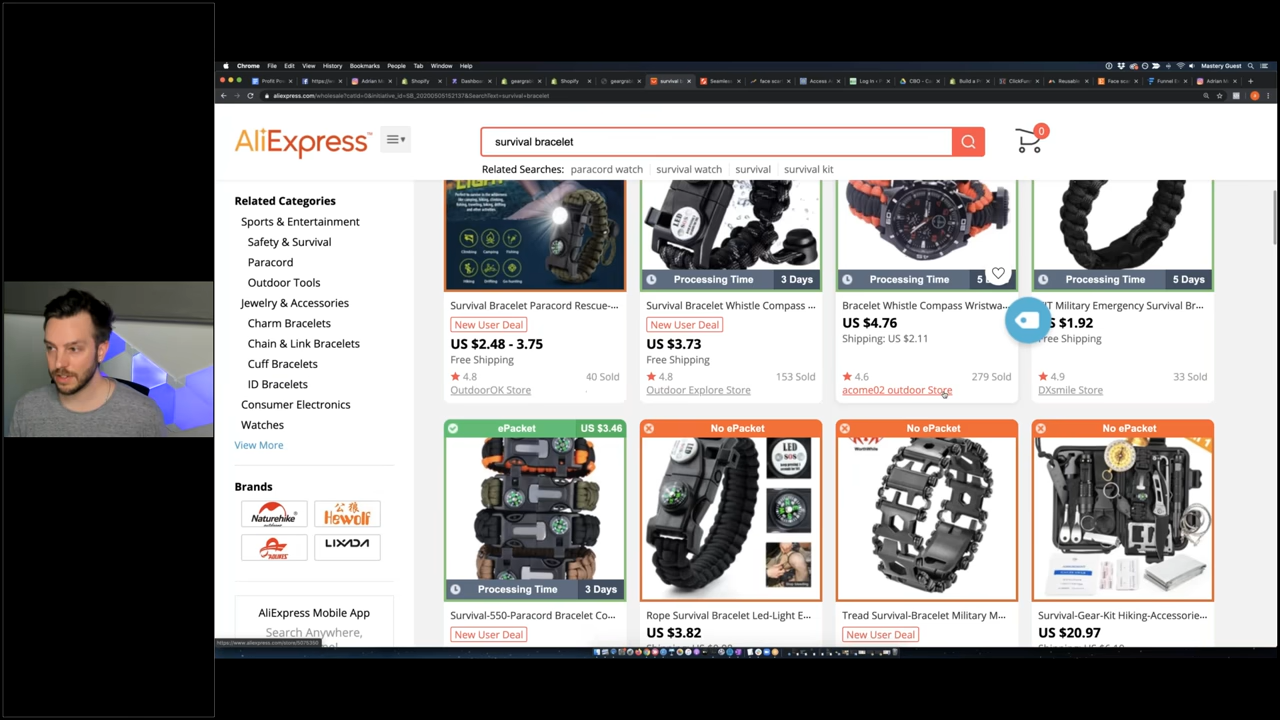 Chrome File Edit View History Bookmarks People Tab Window Help
Mastery Guest
aliexpress.com/wholesale?catId=0&initiative_id=SB_20200506152137&SearchText=survival+bracelet
AliExpress
survival bracelet
0
Related Searches: paracord watch survival watch survival survival kit
Related Categories
Sports & Entertainment
Safety & Survival
Paracord
Outdoor Tools
Jewelry & Accessories
Charm Bracelets
Chain & Link Bracelets
Cuff Bracelets
ID Bracelets
Consumer Electronics
Watches
View More
Brands
Naturehike
LIXADA
AliExpress Mobile App
Search Anywhere,
LIGHT
Survival Bracelet Paracord Rescue-...
New User Deal
US $2.48 - 3.75
Free Shipping
4.8 40 Sold
OutdoorOK Store
LED
Processing Time 3 Days
Survival Bracelet Whistle Compass ...
New User Deal
US $3.73
Free Shipping
4.8 153 Sold
Outdoor Explore Store
Processing Time 5
Bracelet Whistle Compass Wristwa...
US $4.76
Shipping: US $2.11
4.6 279 Sold
acome02 outdoor Store
Processing Time 5 Days
Military Emergency Survival Br...
$1.92
Free Shipping
4.9 33 Sold
DXsmile Store
ePacket US $3.46
Processing Time 3 Days
Survival-550-Paracord Bracelet Co...
New User Deal
No ePacket
LED
SOS
Rope Survival Bracelet Led-Light E...
US $3.82
No ePacket
Tread Survival-Bracelet Military M...
New User Deal
No ePacket
Survival-Gear-Kit Hiking-Accessorie...
US $20.97